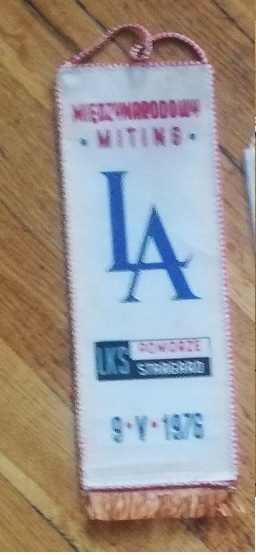 MIĘDZYNARODOWY
• MITING •
LA
LKS POMORZE
STARGARD
9•V•1976